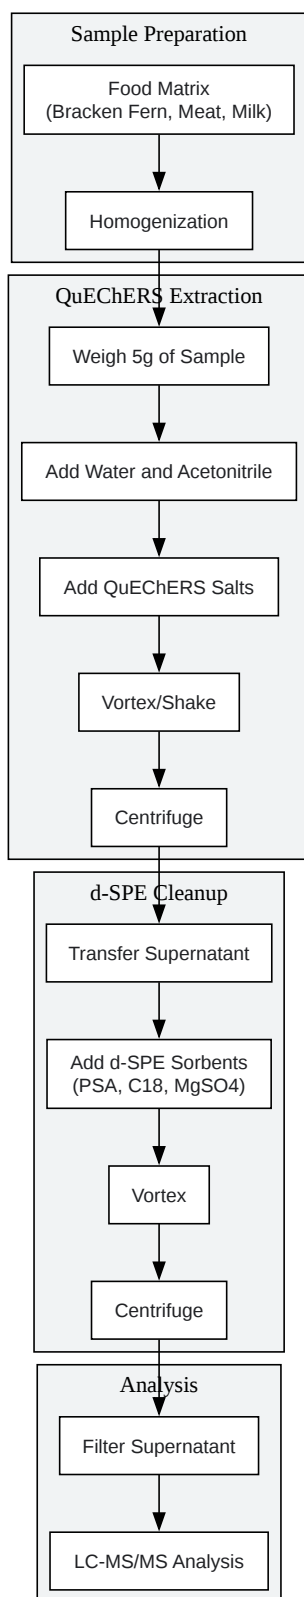 Sample Preparation
Food Matrix
(Bracken Fern, Meat, Milk)
Homogenization
QuEChERS Extraction
Weigh 5g of Sample
Add Water and Acetonitrile
Add QuEChERS Salts
Vortex/Shake
Centrifuge
d-SPE Cleanup
Transfer Supernatant
Add d-SPE Sorbents
(PSA, C18, MgSO4)
Vortex
Centrifuge
Analysis
Filter Supernatant
LC-MS/MS Analysis